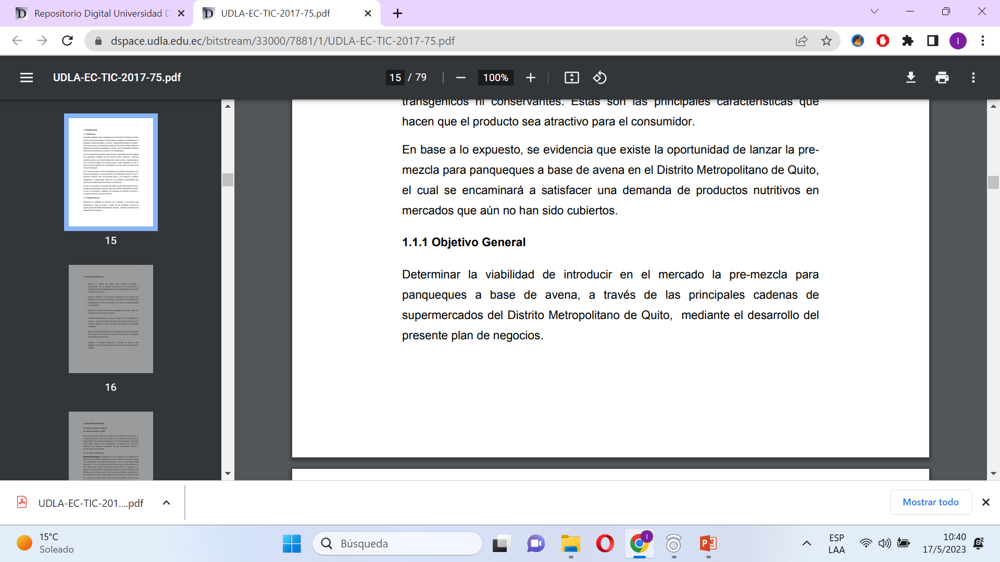 Repositorio Digital Universidad D
UDLA-EC-TIC-2017-75.pdf
dspace.udla.edu.ec/bitstream/33000/7881/1/UDLA-EC-TIC-2017-75.pdf
I
UDLA-EC-TIC-2017-75.pdf
15 / 79
100%
15
16
transgénicos ni conservantes. Estas son las principales características que
hacen que el producto sea atractivo para el consumidor.
En base a lo expuesto, se evidencia que existe la oportunidad de lanzar la pre-
mezcla para panqueques a base de avena en el Distrito Metropolitano de Quito,
el cual se encaminará a satisfacer una demanda de productos nutritivos en
mercados que aún no han sido cubiertos.
1.1.1 Objetivo General
Determinar la viabilidad de introducir en el mercado la pre-mezcla para
panqueques a base de avena, a través de las principales cadenas de
supermercados del Distrito Metropolitano de Quito, mediante el desarrollo del
presente plan de negocios.
UDLA-EC-TIC-201....pdf
Mostrar todo
15°C
Soleado
Búsqueda
ESP
LAA
10:40
17/5/2023